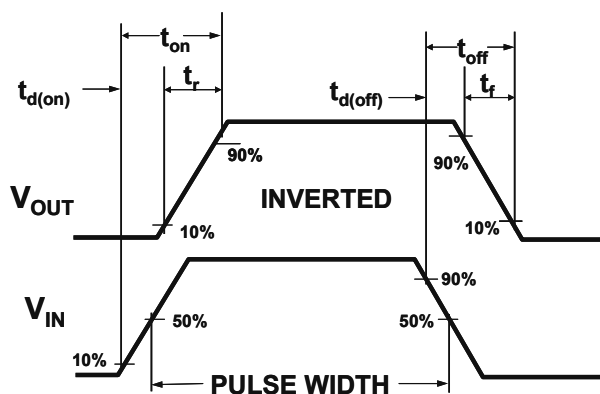 ton toff
td(on) tr td(off) tf
90% 90%
VOUT INVERTED
10% 10%
90%
VIN 50% 50%
10%
PULSE WIDTH